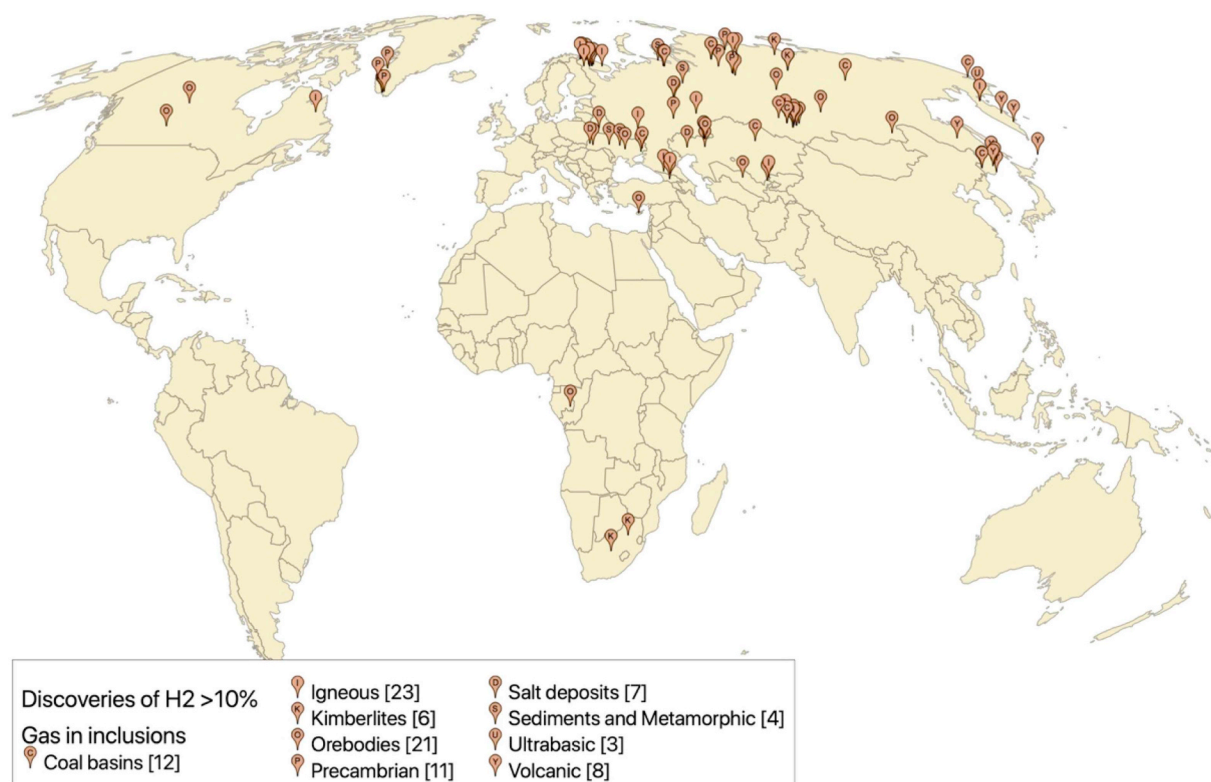 Discoveries of H2 >10%
Gas in inclusions
C Coal basins [12]
I Igneous [23]
K Kimberlites [6]
O Orebodies [21]
P Precambrian [11]
D Salt deposits [7]
S Sediments and Metamorphic [4]
U Ultrabasic [3]
Y Volcanic [8]